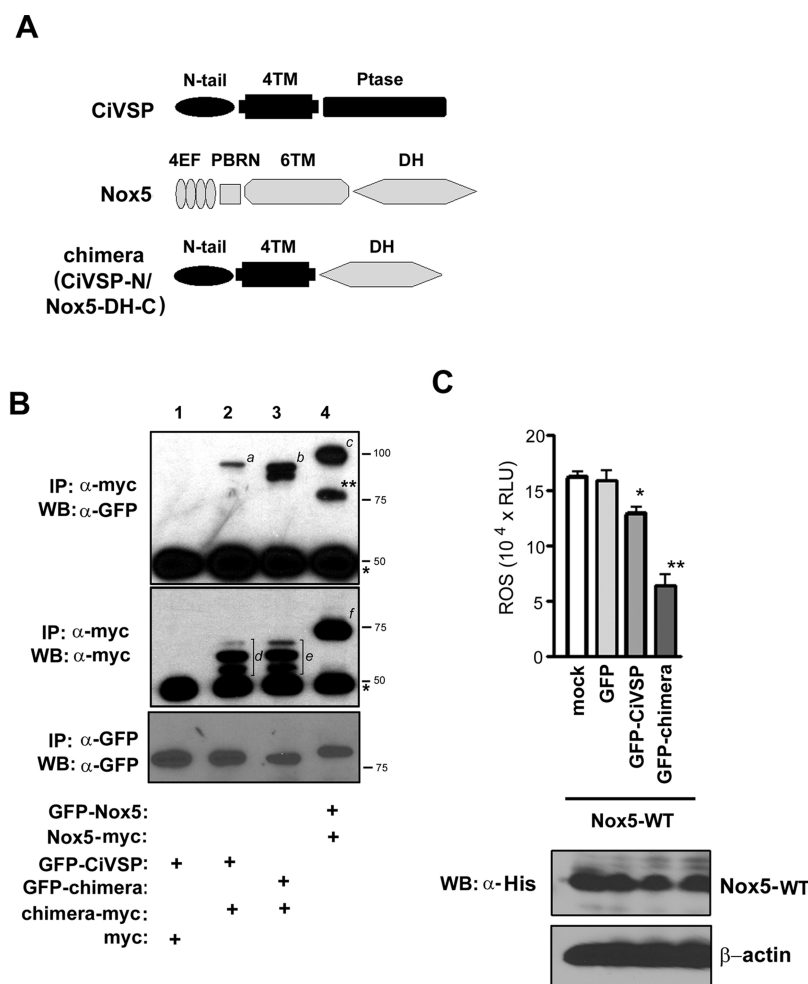 A
N-tail 4TM Ptase
CiVSP
4EF PBRN 6TM DH
Nox5
N-tail 4TM DH
chimera
(CiVSP-N/
Nox5-DH-C)
B
1 2 3 4
IP: α-myc
WB: α-GFP
a b c
**
100
75
50
*
IP: α-myc
WB: α-myc
d e f
75
50
*
IP: α-GFP
WB: α-GFP
75
GFP-Nox5: +
Nox5-myc: +
GFP-CiVSP: + +
GFP-chimera: +
chimera-myc: + +
myc: +
C
ROS (10 4 x RLU)
20
15
10
5
0
*
**
mock
GFP
GFP-CiVSP
GFP-chimera
Nox5-WT
WB: α-His
Nox5-WT
β-actin